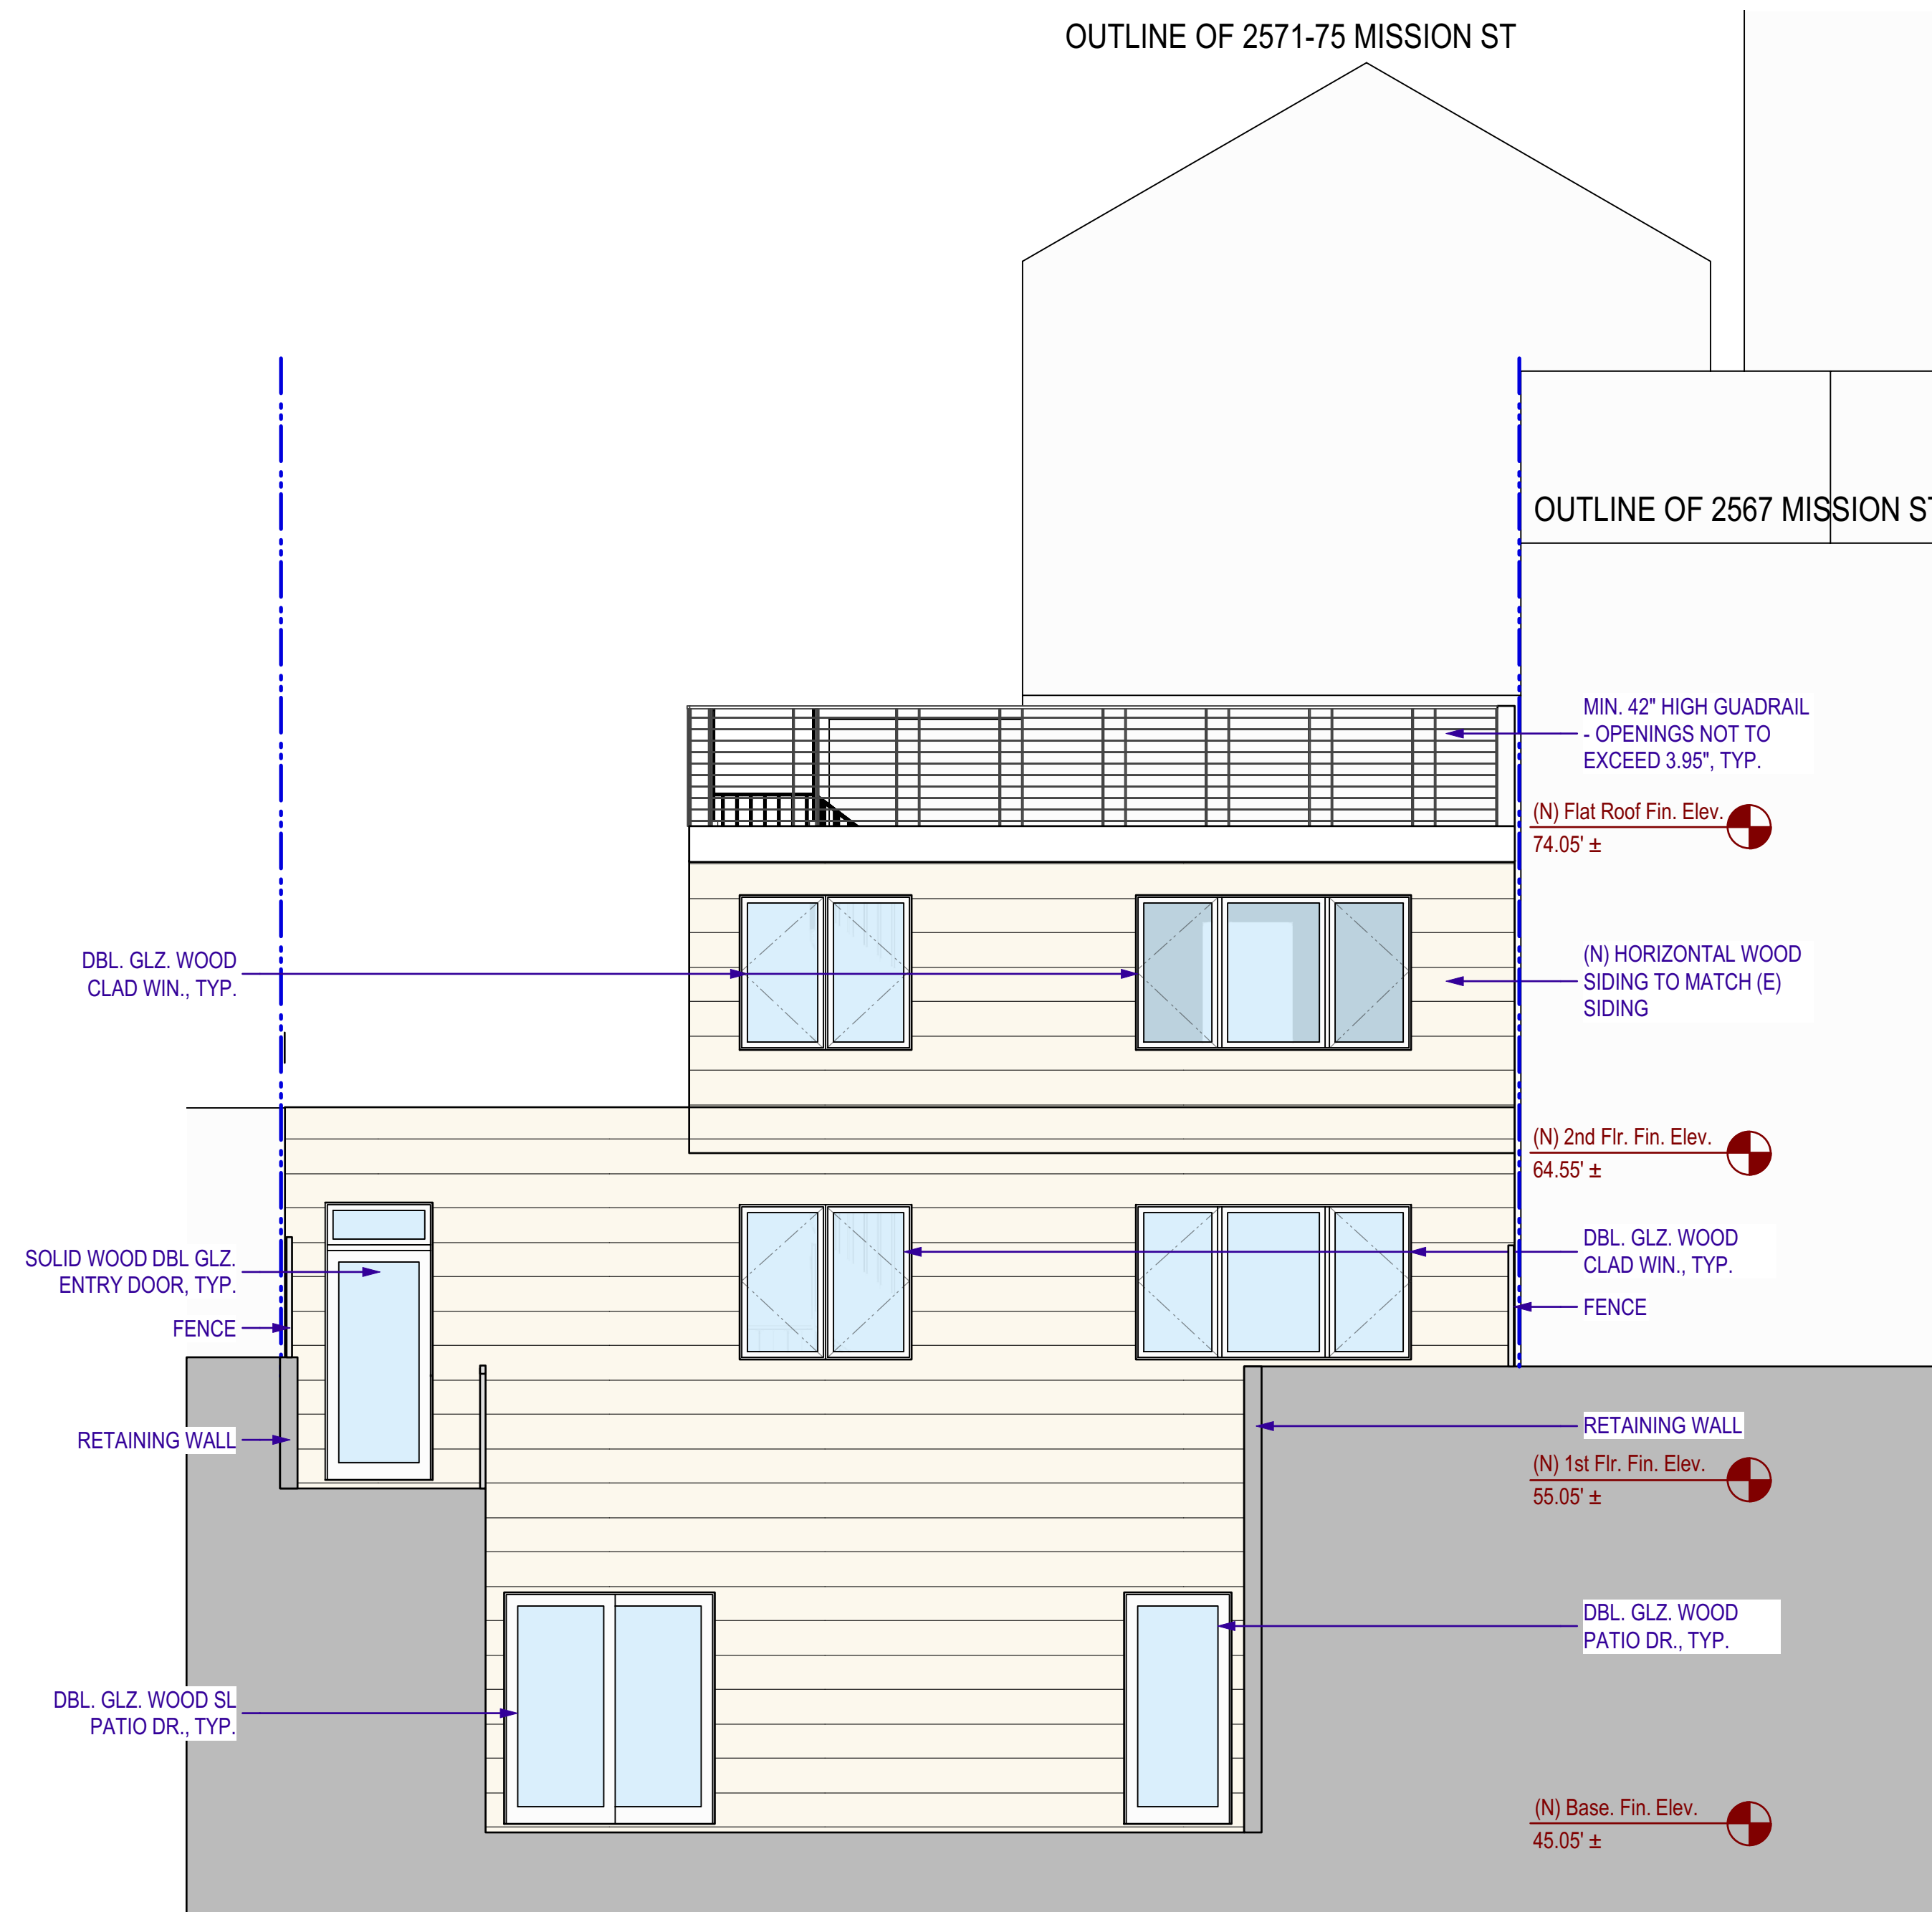 OUTLINE OF 2571-75 MISSION ST
OUTLINE OF 2567 MISSION ST
MIN. 42" HIGH GUADRAIL
- OPENINGS NOT TO
EXCEED 3.95", TYP.
(N) Flat Roof Fin. Elev.
74.05' ±
DBL. GLZ. WOOD
CLAD WIN., TYP.
(N) HORIZONTAL WOOD
SIDING TO MATCH (E)
SIDING
(N) 2nd Flr. Fin. Elev.
64.55' ±
SOLID WOOD DBL GLZ.
ENTRY DOOR, TYP.
DBL. GLZ. WOOD
CLAD WIN., TYP.
FENCE
FENCE
RETAINING WALL
RETAINING WALL
(N) 1st Flr. Fin. Elev.
55.05' ±
DBL. GLZ. WOOD
PATIO DR., TYP.
DBL. GLZ. WOOD SL
PATIO DR., TYP.
(N) Base. Fin. Elev.
45.05' ±